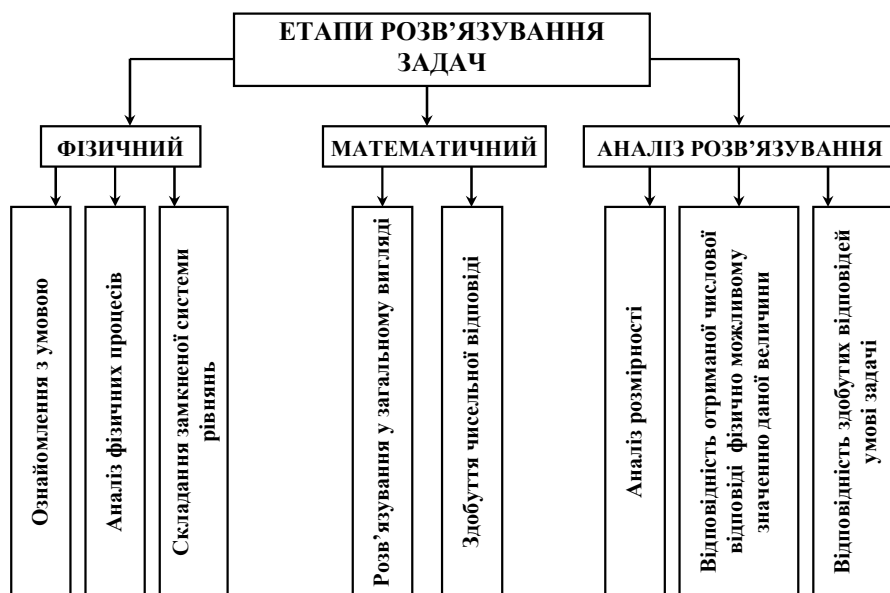 ЕТАПИ РОЗВ'ЯЗУВАННЯ
ЗАДАЧ
ФІЗИЧНИЙ
МАТЕМАТИЧНИЙ
АНАЛІЗ РОЗВ'ЯЗУВАННЯ
Ознайомлення з умовою
Аналіз фізичних процесів
Складання замкненої системи
рівнянь
Розв’язування у загальному вигляді
Здобуття чисельної відповіді
Аналіз розмірності
Відповідність отриманої числової
відповіді фізично можливому
значенню даної величини
Відповідність здобутих відповідей
умові задачі